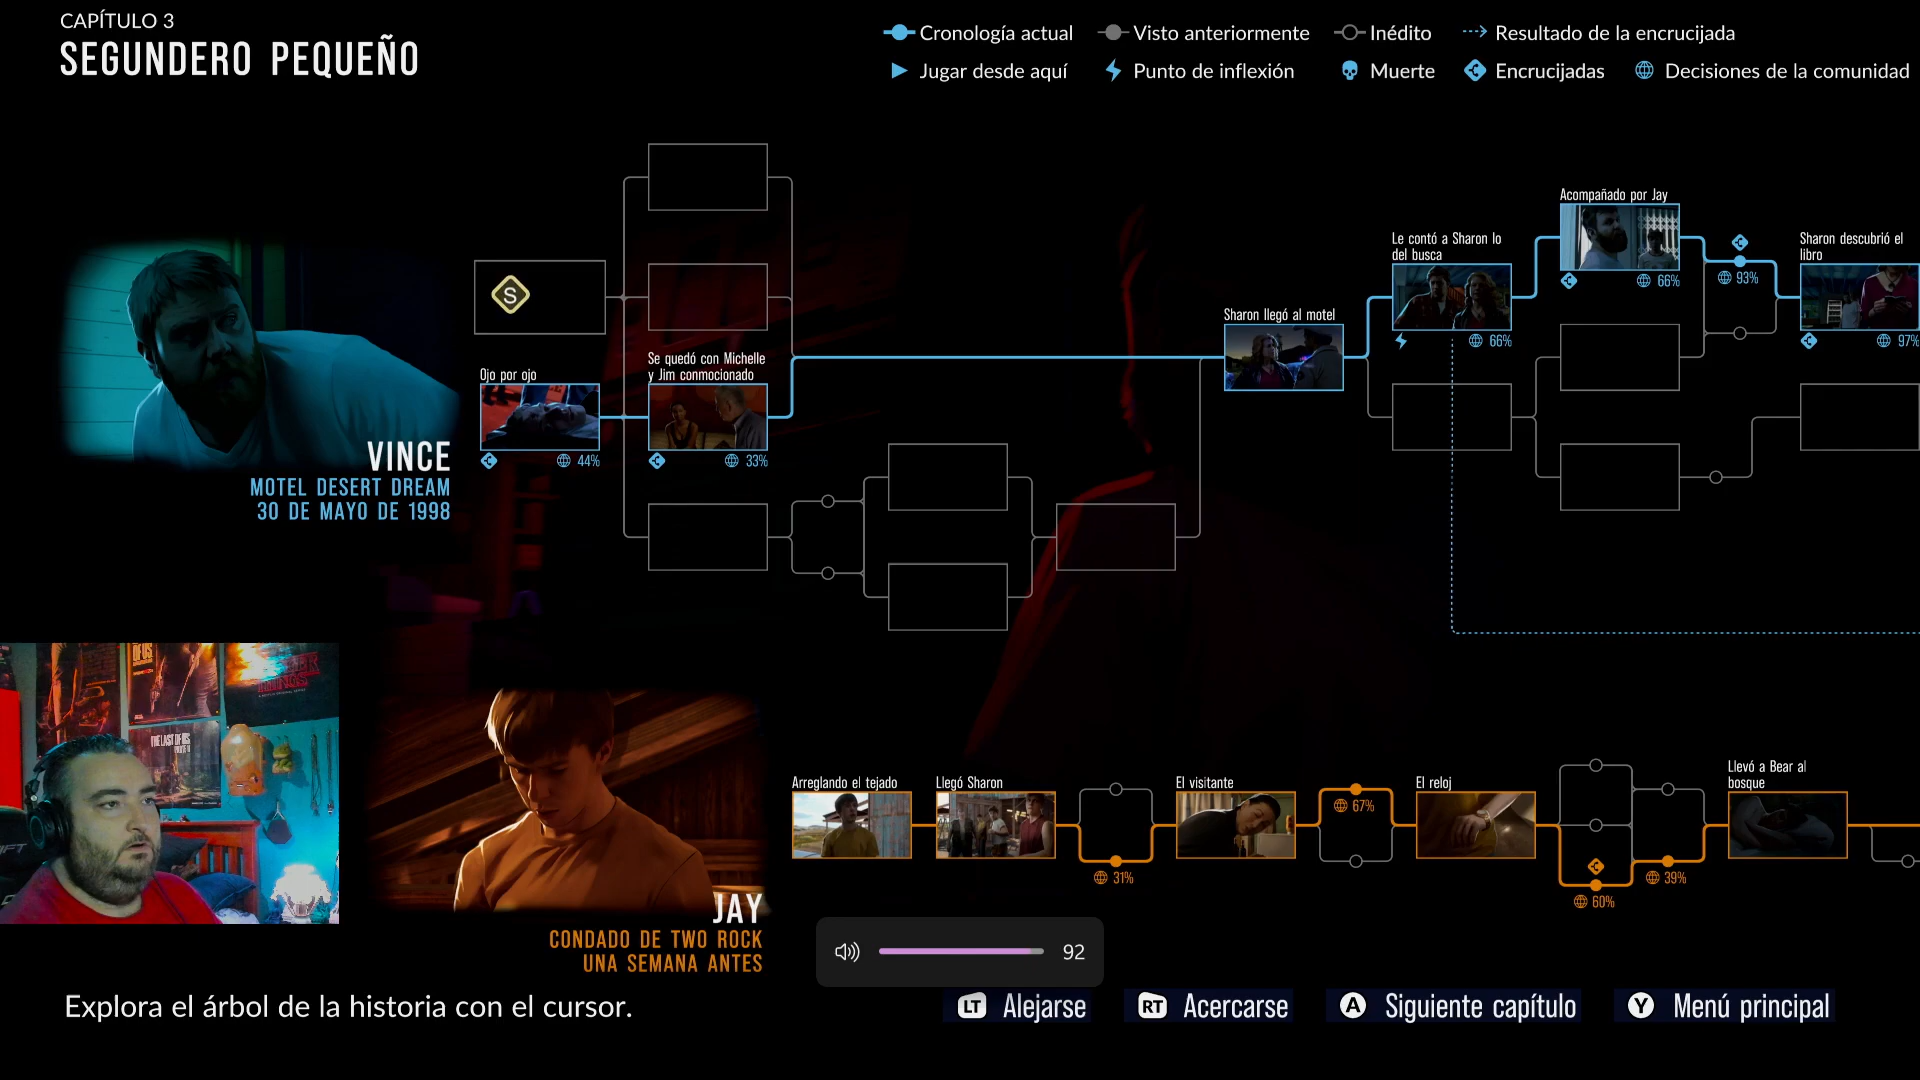 CAPÍTULO 3
SEGUNDERO PEQUEÑO
Cronología actual
Visto anteriormente
Inédito
Resultado de la encrucijada
Jugar desde aquí
Punto de inflexión
Muerte
Encrucijadas
Decisiones de la comunidad
VINCE
MOTEL DESERT DREAM
30 DE MAYO DE 1998
S
Ojo por ojo
44%
Se quedó con Michelle
y Jim conmocionado
33%
Sharon llegó al motel
Le contó a Sharon lo
del busca
66%
Acompañado por Jay
66%
93%
Sharon descubrió el
libro
97%
JAY
CONDADO DE TWO ROCK
UNA SEMANA ANTES
Arreglando el tejado
Llegó Sharon
31%
El visitante
67%
El reloj
60%
39%
Llevó a Bear al
bosque
THE LAST OF US
92
Explora el árbol de la historia con el cursor.
LT Alejarse
RT Acercarse
A Siguiente capítulo
Y Menú principal